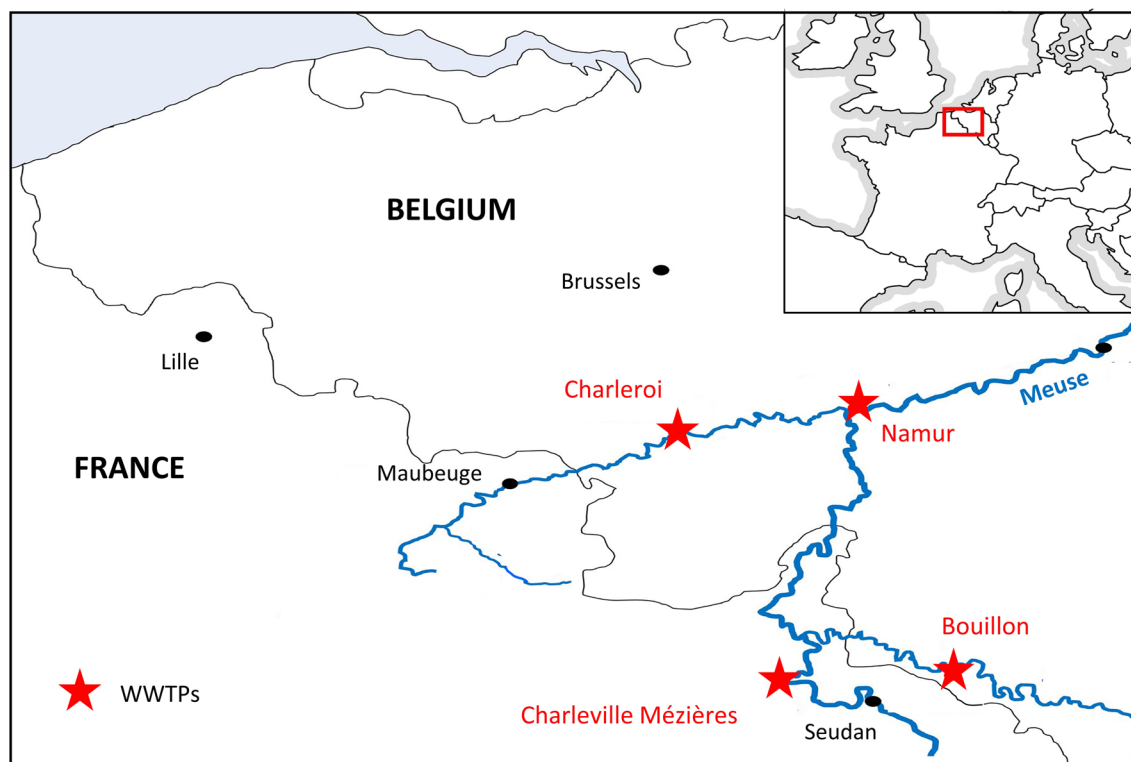 BELGIUM
Brussels
Lille
Meuse
Charleroi
Namur
FRANCE
Maubeuge
Bouillon
WWTPs
Charleville Mézières
Seudan